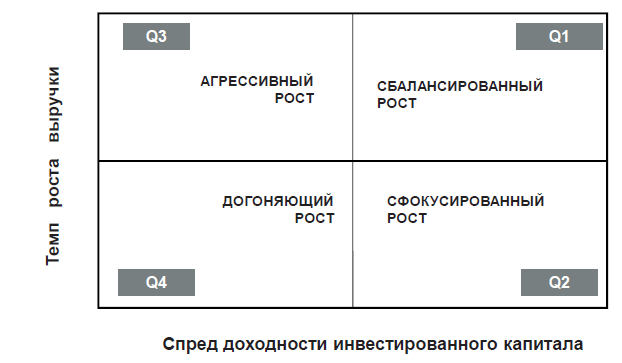 Q3
Q1
АГРЕССИВНЫЙ
РОСТ
СБАЛАНСИРОВАННЫЙ
РОСТ
Темп роста выручки
ДОГОНЯЮЩИЙ
РОСТ
СФОКУСИРОВАННЫЙ
РОСТ
Q4
Q2
Спред доходности инвестированного капитала